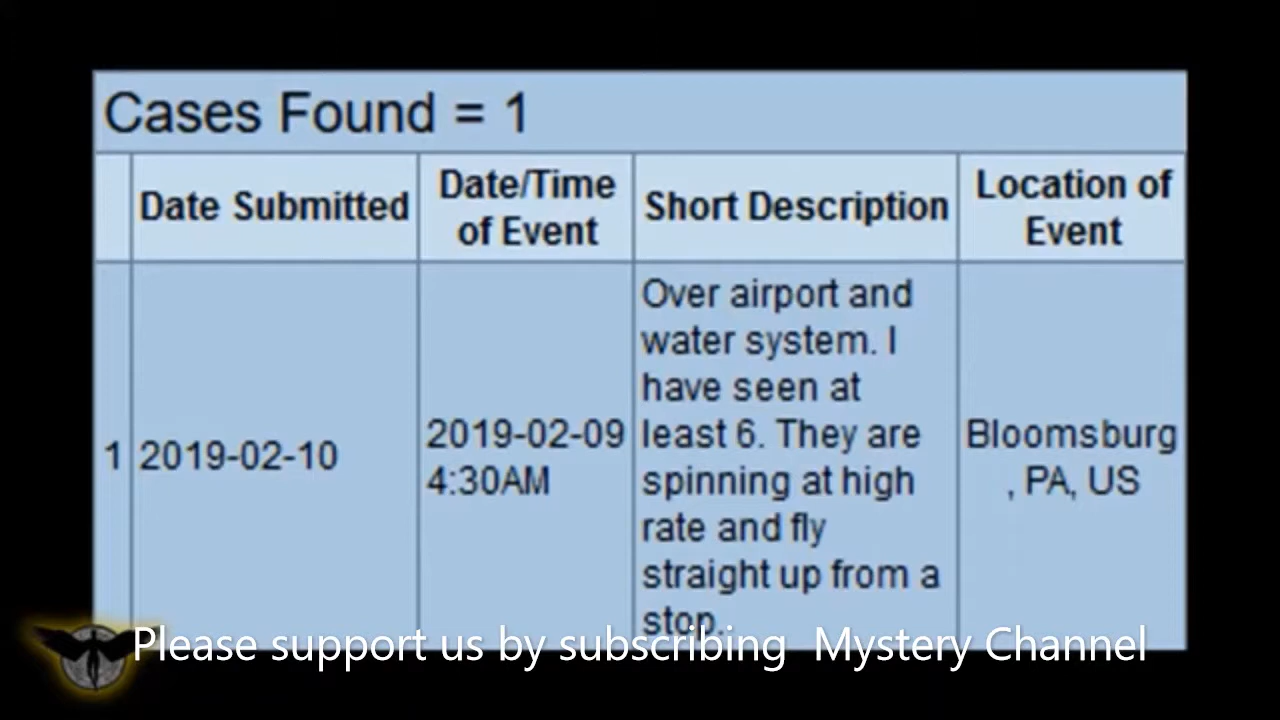 Cases Found = 1
Date Submitted
Date/Time
of Event
Short Description
Location of
Event
1
2019-02-10
2019-02-09
4:30AM
Over airport and
water system. I
have seen at
least 6. They are
spinning at high
rate and fly
straight up from a
stop.
Bloomsburg
, PA, US
Please support us by subscribing  Mystery Channel